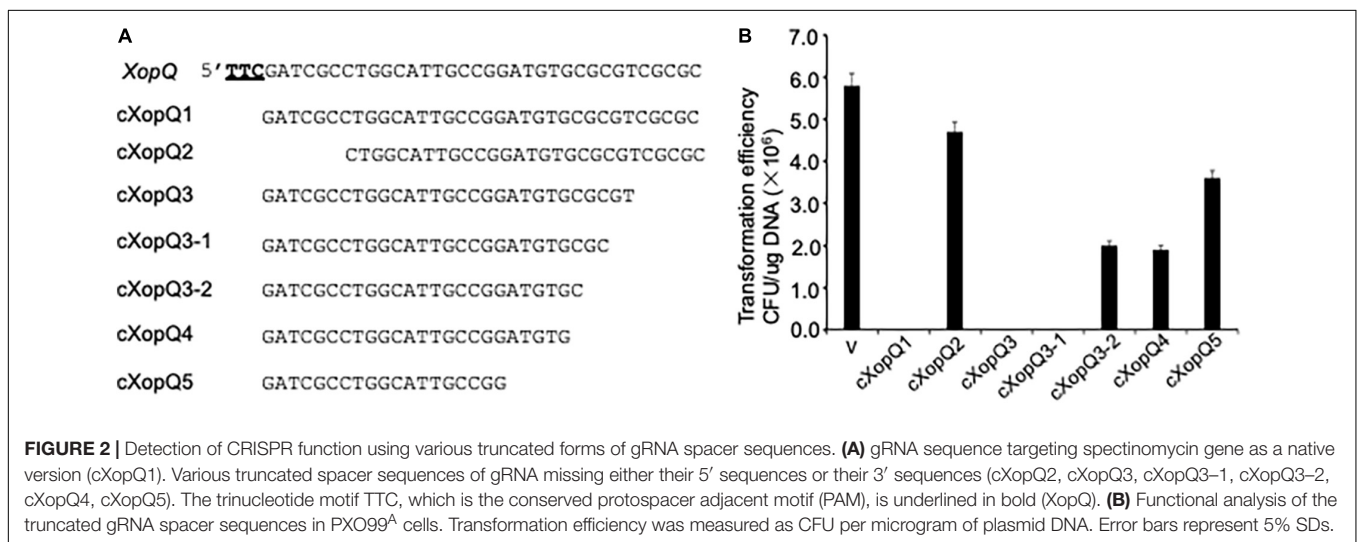 A
XopQ 5′TTCGATCGCCTGGCATTGCCGGATGTGCGCGTCGCGC
cXopQ1 GATCGCCTGGCATTGCCGGATGTGCGCGTCGCGC
cXopQ2 CTGGCATTGCCGGATGTGCGCGTCGCGC
cXopQ3 GATCGCCTGGCATTGCCGGATGTGCGCGT
cXopQ3-1 GATCGCCTGGCATTGCCGGATGTGCGC
cXopQ3-2 GATCGCCTGGCATTGCCGGATGTGC
cXopQ4 GATCGCCTGGCATTGCCGGATGTG
cXopQ5 GATCGCCTGGCATTGCCGG
B
Transformation efficiency
CFU/ug DNA (×10⁶)
7.0
6.0
5.0
4.0
3.0
2.0
1.0
0.0
v
cXopQ1
cXopQ2
cXopQ3
cXopQ3-1
cXopQ3-2
cXopQ4
cXopQ5
FIGURE 2 | Detection of CRISPR function using various truncated forms of gRNA spacer sequences. (A) gRNA sequence targeting spectinomycin gene as a native
version (cXopQ1). Various truncated spacer sequences of gRNA missing either their 5′ sequences or their 3′ sequences (cXopQ2, cXopQ3, cXopQ3–1, cXopQ3–2,
cXopQ4, cXopQ5). The trinucleotide motif TTC, which is the conserved protospacer adjacent motif (PAM), is underlined in bold (XopQ). (B) Functional analysis of the
truncated gRNA spacer sequences in PXO99ᴬ cells. Transformation efficiency was measured as CFU per microgram of plasmid DNA. Error bars represent 5% SDs.